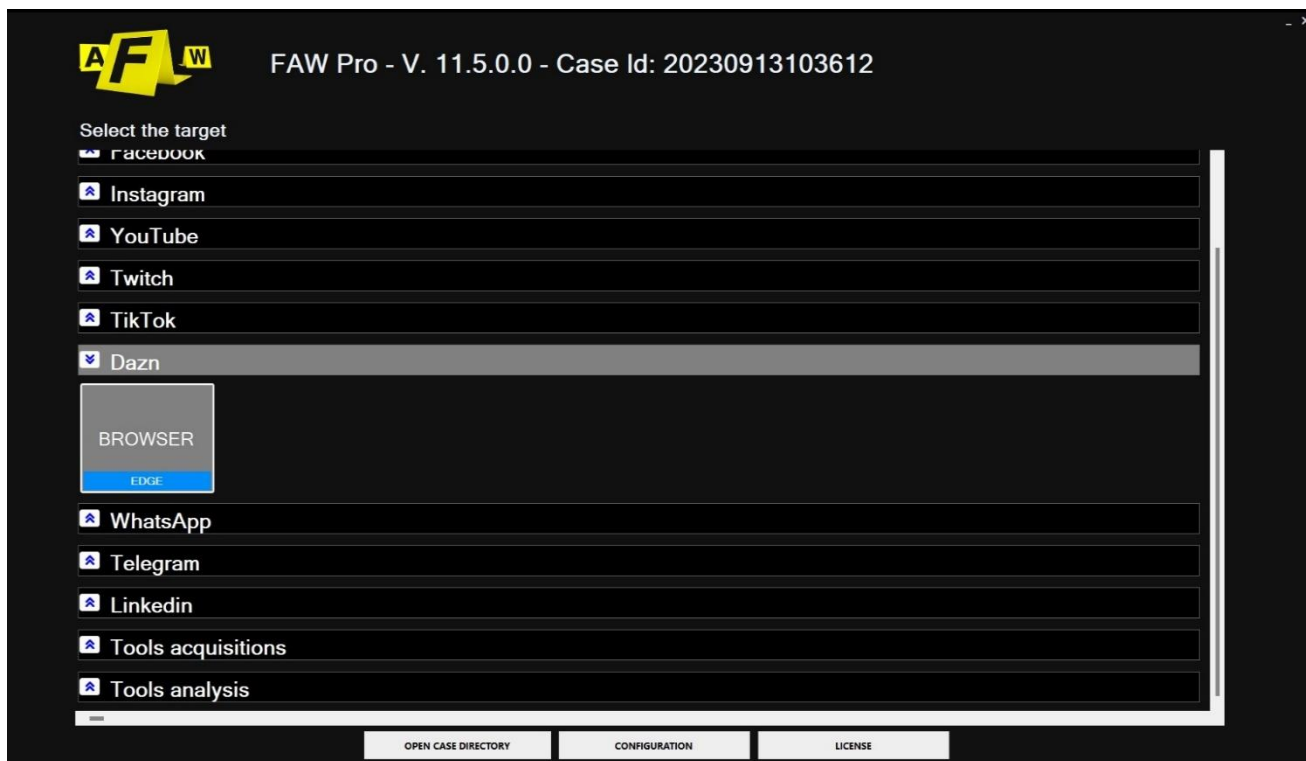 A F W
FAW Pro - V. 11.5.0.0 - Case Id: 20230913103612
Select the target
Facebook
Instagram
YouTube
Twitch
TikTok
Dazn
BROWSER
EDGE
WhatsApp
Telegram
Linkedin
Tools acquisitions
Tools analysis
OPEN CASE DIRECTORY CONFIGURATION LICENSE